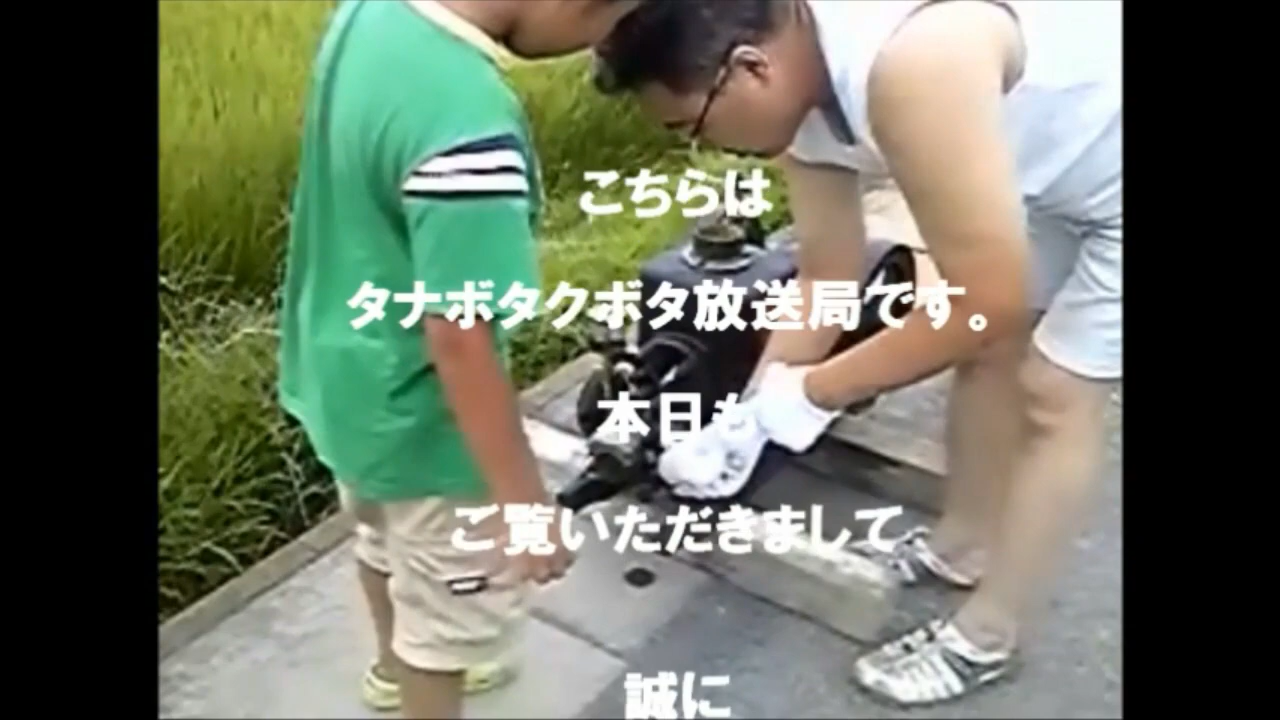 こちらは
タナボタクボタ放送局です。
本日も
ご覧いただきまして
誠に